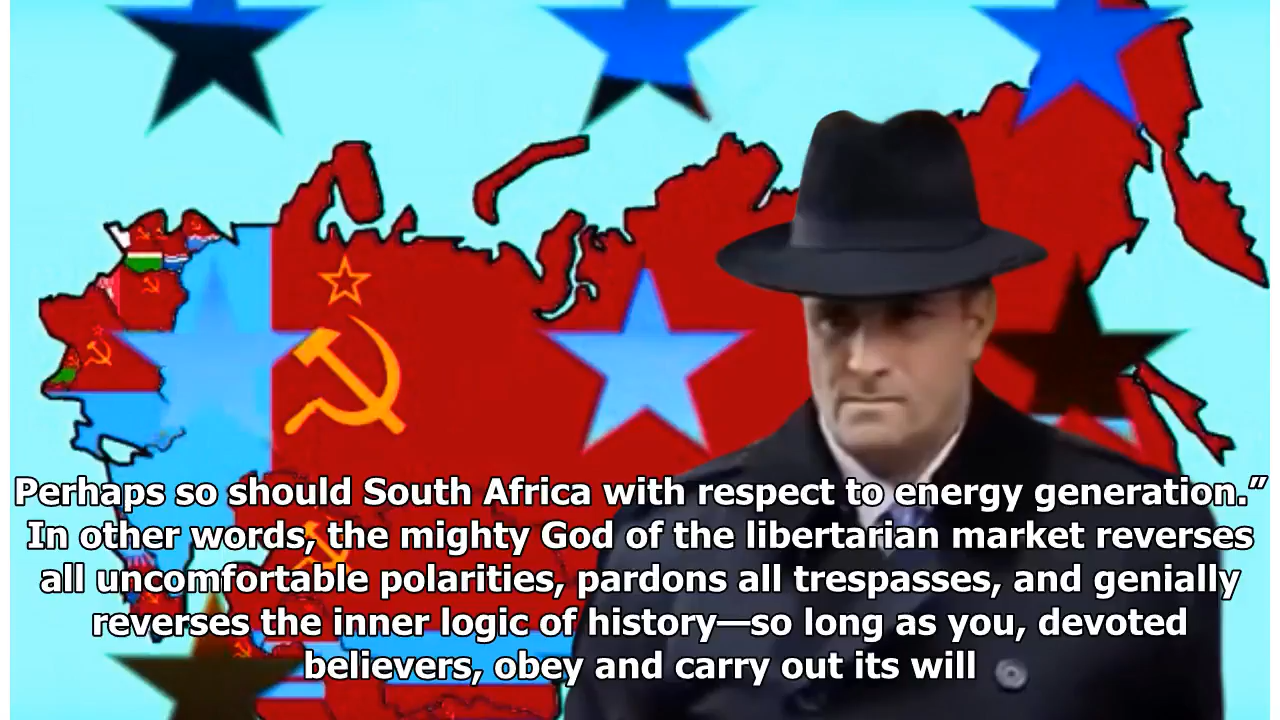 Perhaps so should South Africa with respect to energy generation.”
In other words, the mighty God of the libertarian market reverses
all uncomfortable polarities, pardons all trespasses, and genially
reverses the inner logic of history—so long as you, devoted
believers, obey and carry out its will